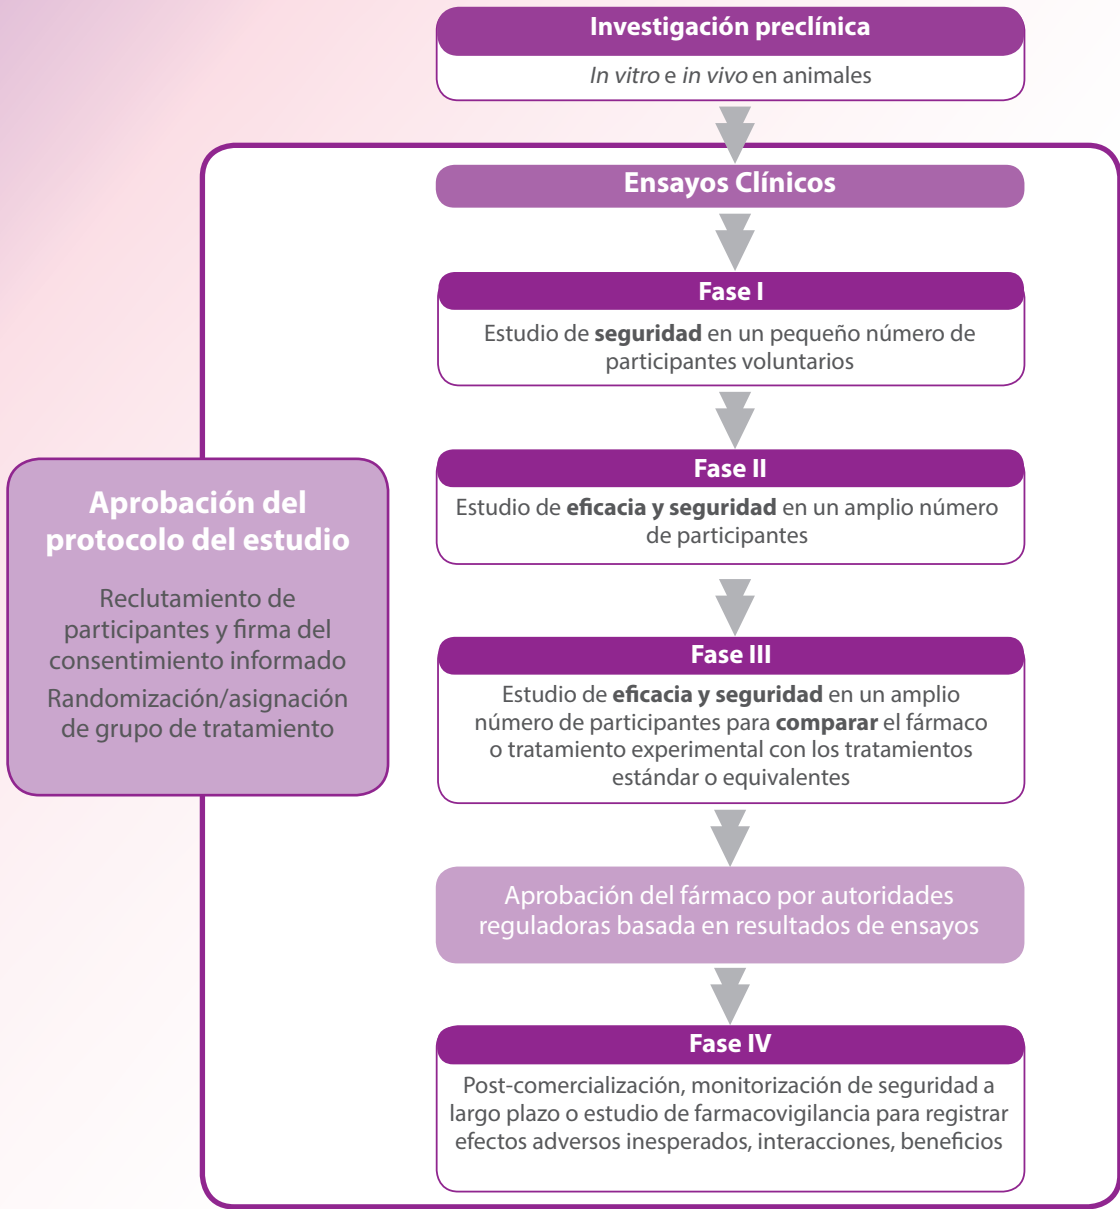 Investigación preclínica
In vitro e in vivo en animales
Ensayos Clínicos
Fase I
Estudio de seguridad en un pequeño número de
participantes voluntarios
Fase II
Estudio de eficacia y seguridad en un amplio número
de participantes
Aprobación del
protocolo del estudio
Reclutamiento de
participantes y firma del
consentimiento informado
Randomización/asignación
de grupo de tratamiento
Fase III
Estudio de eficacia y seguridad en un amplio
número de participantes para comparar el fármaco
o tratamiento experimental con los tratamientos
estándar o equivalentes
Aprobación del fármaco por autoridades
reguladoras basada en resultados de ensayos
Fase IV
Post-comercialización, monitorización de seguridad a
largo plazo o estudio de farmacovigilancia para registrar
efectos adversos inesperados, interacciones, beneficios